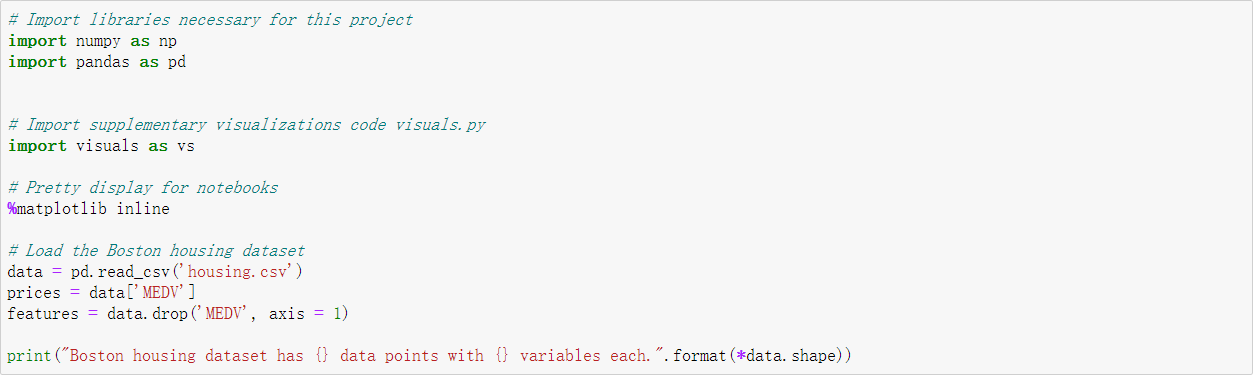 # Import libraries necessary for this project
import numpy as np
import pandas as pd
# Import supplementary visualizations code visuals.py
import visuals as vs
# Pretty display for notebooks
%matplotlib inline
# Load the Boston housing dataset
data = pd.read_csv('housing.csv')
prices = data['MEDV']
features = data.drop('MEDV', axis = 1)
print("Boston housing dataset has {} data points with {} variables each.".format(*data.shape))